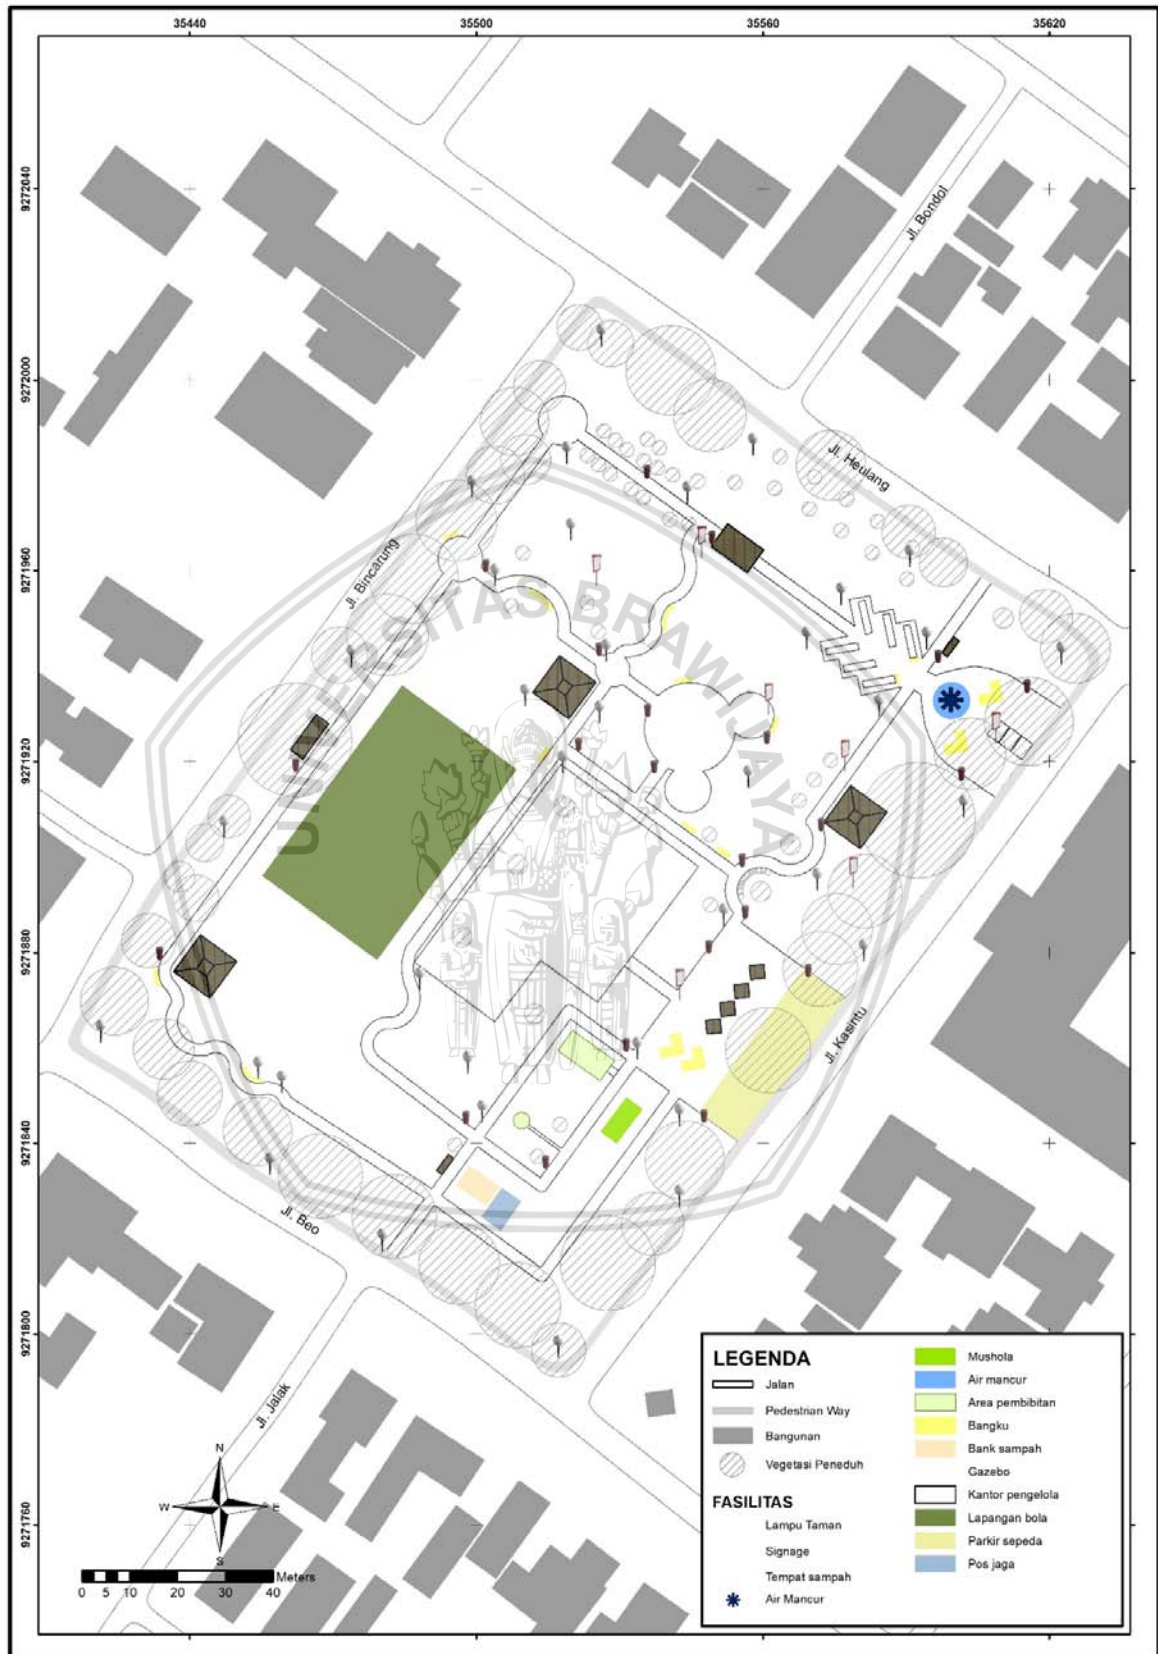 35440
35500
35560
35620
9272040
9272000
9271960
9271920
9271880
9271840
9271800
9271760
Jl. Bondol
Jl. Heulang
Jl. Bincarung
UNIVERSITAS BRAWIJAYA
Jl. Kasintu
Jl. Beo
Jl. Jalak
N
W
E
S
Meters
0 5 10 20 30 40
LEGENDA
Jalan
Pedestrian Way
Bangunan
Vegetasi Peneduh
FASILITAS
Lampu Taman
Signage
Tempat sampah
Air Mancur
Mushola
Air mancur
Area pembibitan
Bangku
Bank sampah
Gazebo
Kantor pengelola
Lapangan bola
Parkir sepeda
Pos jaga